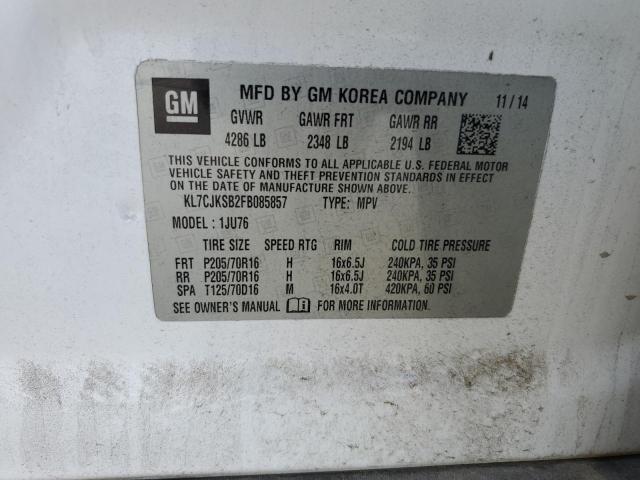 GM MFD BY GM KOREA COMPANY 11/14
GVWR GAWR FRT GAWR RR
4286 LB 2348 LB 2194 LB
THIS VEHICLE CONFORMS TO ALL APPLICABLE U.S. FEDERAL MOTOR
VEHICLE SAFETY AND THEFT PREVENTION STANDARDS IN EFFECT
ON THE DATE OF MANUFACTURE SHOWN ABOVE.
KL7CJKSB2FB085857 TYPE: MPV
MODEL : 1JU76
TIRE SIZE SPEED RTG RIM COLD TIRE PRESSURE
FRT P205/70R16 H 16x6.5J 240KPA, 35 PSI
RR P205/70R16 H 16x6.5J 240KPA, 35 PSI
SPA T125/70D16 M 16x4.0T 420KPA, 60 PSI
SEE OWNER'S MANUAL FOR MORE INFORMATION.